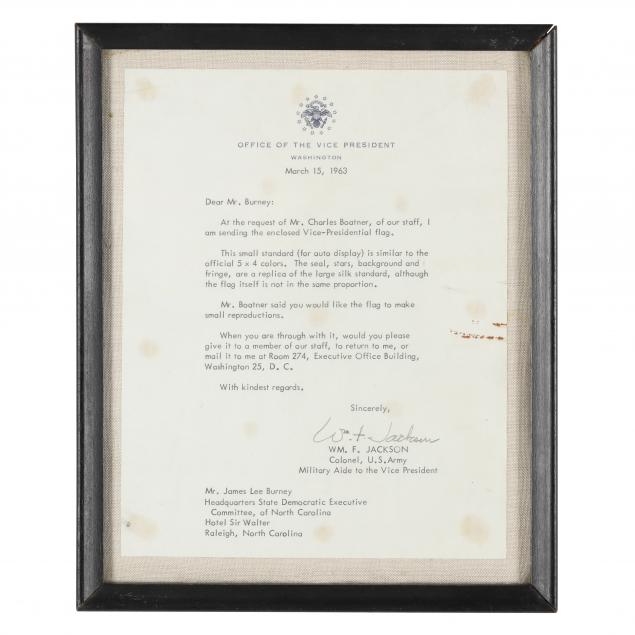 OFFICE OF THE VICE PRESIDENT
WASHINGTON
March 15, 1963
Dear Mr. Burney:
At the request of Mr. Charles Boatner, of our staff, I
am sending the enclosed Vice-Presidential flag.
This small standard (for auto display) is similar to the
official 5 x 4 colors. The seal, stars, background and
fringe, are a replica of the large silk standard, although
the flag itself is not in the same proportion.
Mr. Boatner said you would like the flag to make
small reproductions.
When you are through with it, would you please
give it to a member of our staff, to return to me, or
mail it to me at Room 274, Executive Office Building,
Washington 25, D. C.
With kindest regards.
Sincerely,
Wm. F. Jackson
WM. F. JACKSON
Colonel, U.S.Army
Military Aide to the Vice President
Mr. James Lee Burney
Headquarters State Democratic Executive
Committee, of North Carolina
Hotel Sir Walter
Raleigh, North Carolina